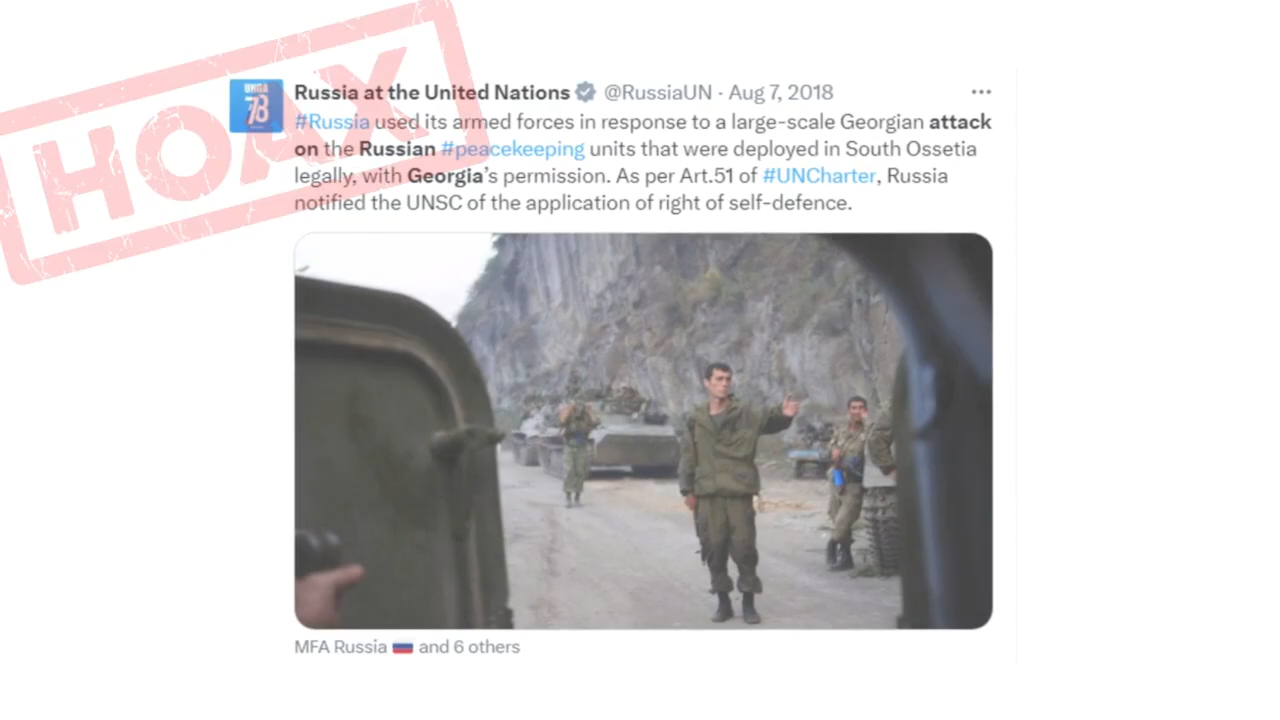 HOAX
UNGA
78
Russia at the United Nations @RussiaUN · Aug 7, 2018
#Russia used its armed forces in response to a large-scale Georgian attack
on the Russian #peacekeeping units that were deployed in South Ossetia
legally, with Georgia's permission. As per Art.51 of #UNCharter, Russia
notified the UNSC of the application of right of self-defence.
MFA Russia 🇷🇺 and 6 others